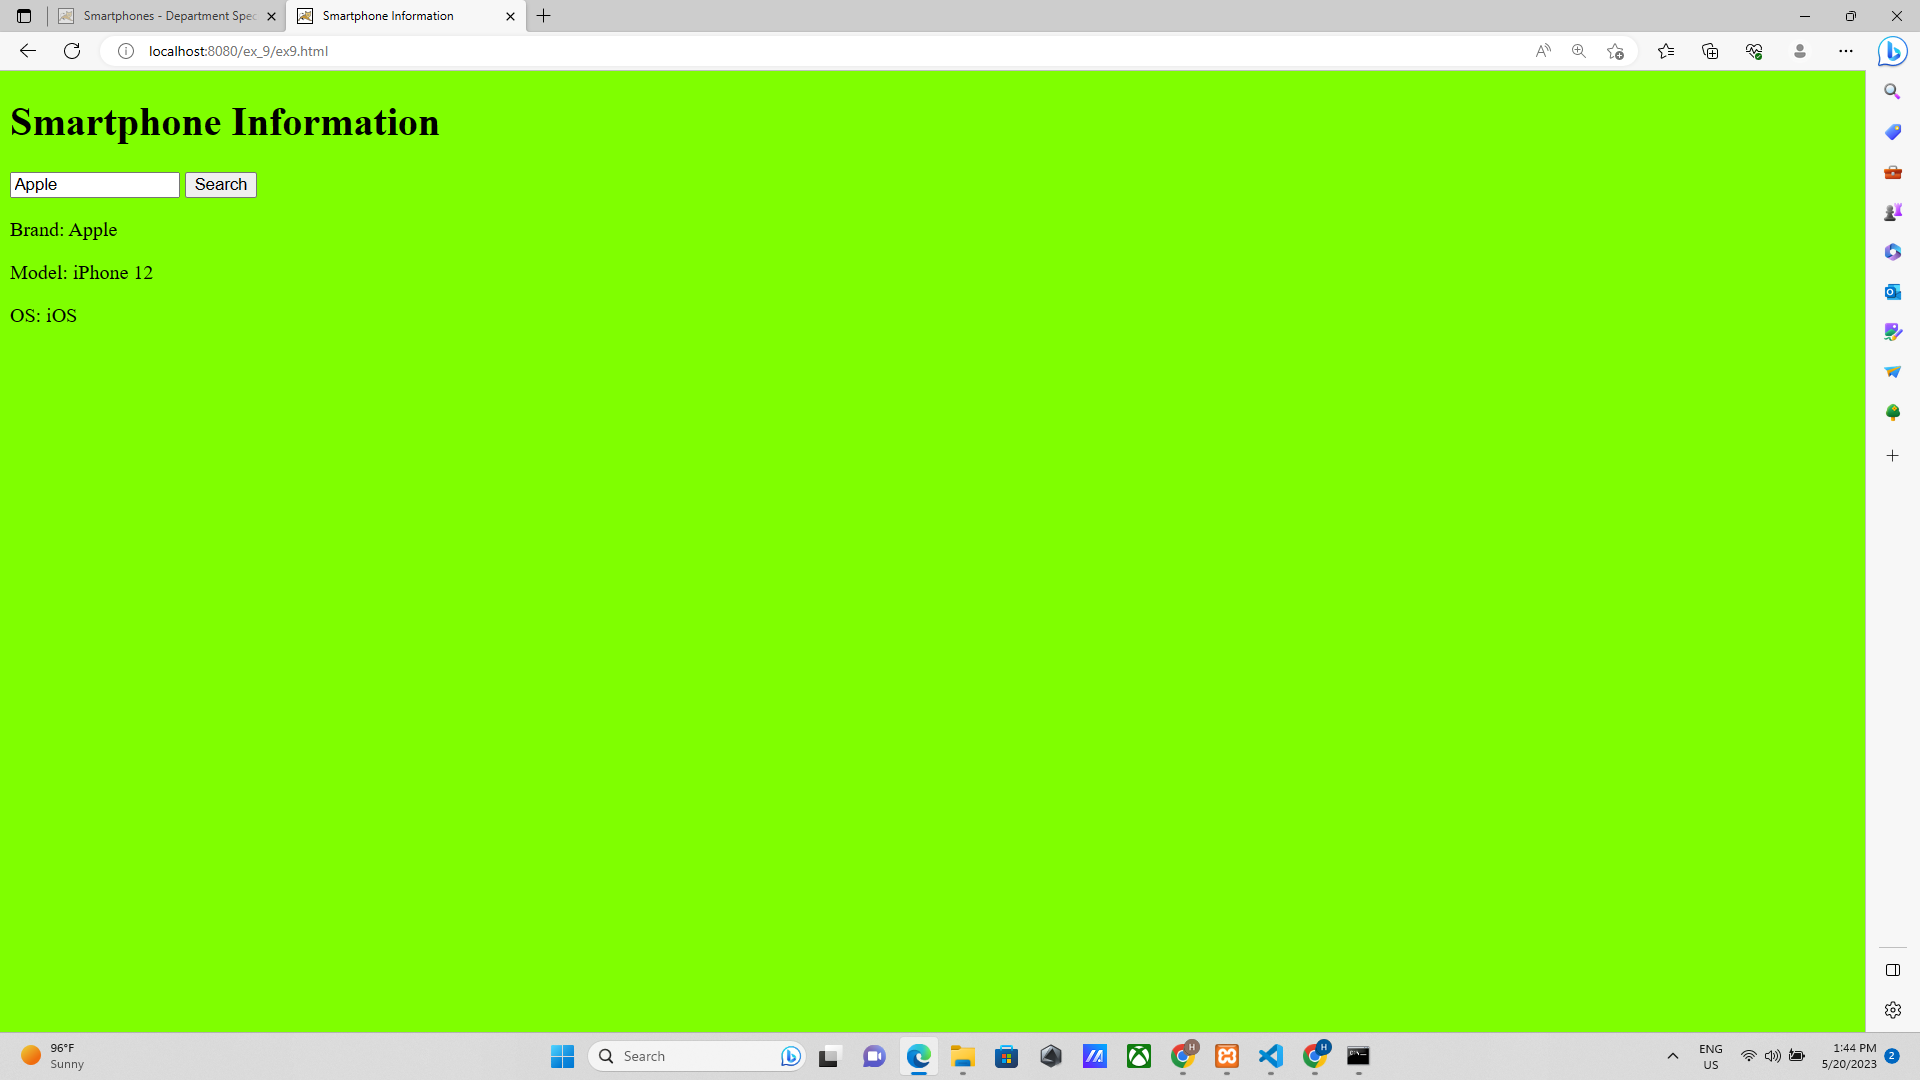 Smartphones - Department Spec
Smartphone Information
localhost:8080/ex_9/ex9.html
Smartphone Information
Apple
Search
Brand: Apple
Model: iPhone 12
OS: iOS
96°F
Sunny
Search
H
H
ENG
US
1:44 PM
5/20/2023
2